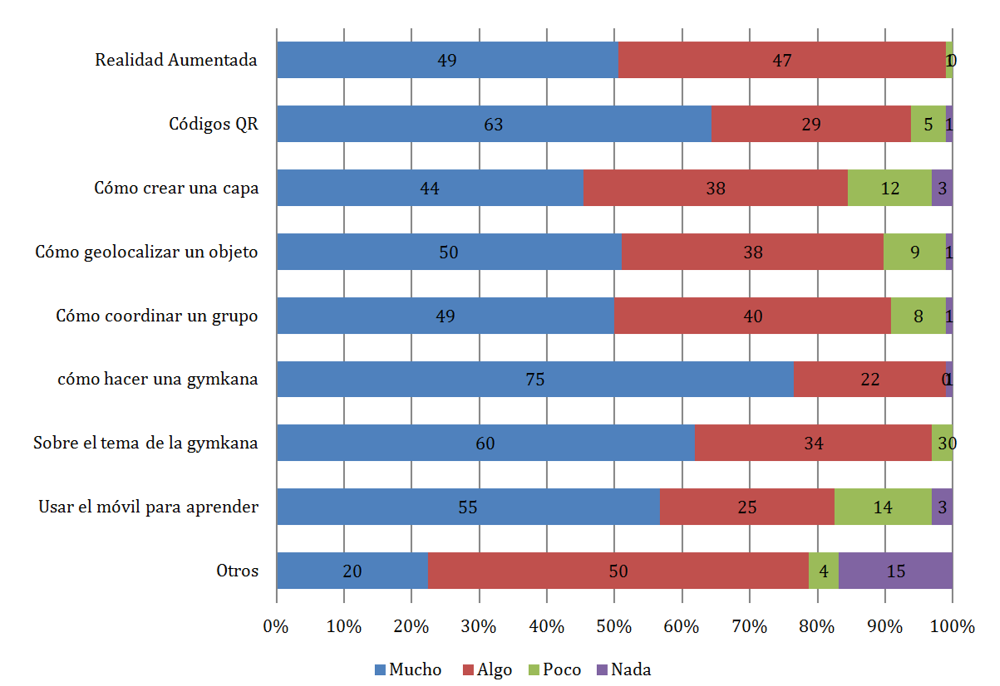 Realidad Aumentada 49 47 1 0
Códigos QR 63 29 5 1
Cómo crear una capa 44 38 12 3
Cómo geolocalizar un objeto 50 38 9 1
Cómo coordinar un grupo 49 40 8 1
cómo hacer una gymkana 75 22 0 1
Sobre el tema de la gymkana 60 34 3 0
Usar el móvil para aprender 55 25 14 3
Otros 20 50 4 15
0% 10% 20% 30% 40% 50% 60% 70% 80% 90% 100%
Mucho Algo Poco Nada